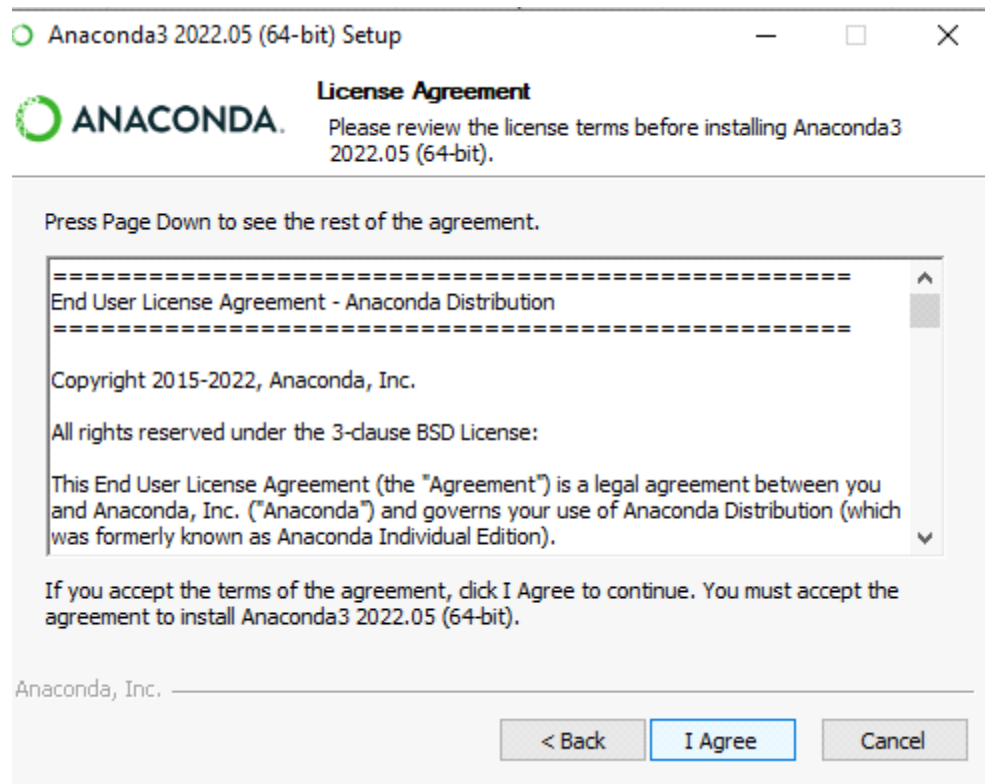 Anaconda3 2022.05 (64-bit) Setup
ANACONDA.
License Agreement
Please review the license terms before installing Anaconda3
2022.05 (64-bit).
Press Page Down to see the rest of the agreement.
==================================================
End User License Agreement - Anaconda Distribution
==================================================
Copyright 2015-2022, Anaconda, Inc.
All rights reserved under the 3-clause BSD License:
This End User License Agreement (the "Agreement") is a legal agreement between you
and Anaconda, Inc. ("Anaconda") and governs your use of Anaconda Distribution (which
was formerly known as Anaconda Individual Edition).
If you accept the terms of the agreement, click I Agree to continue. You must accept the
agreement to install Anaconda3 2022.05 (64-bit).
Anaconda, Inc.
< Back
I Agree
Cancel